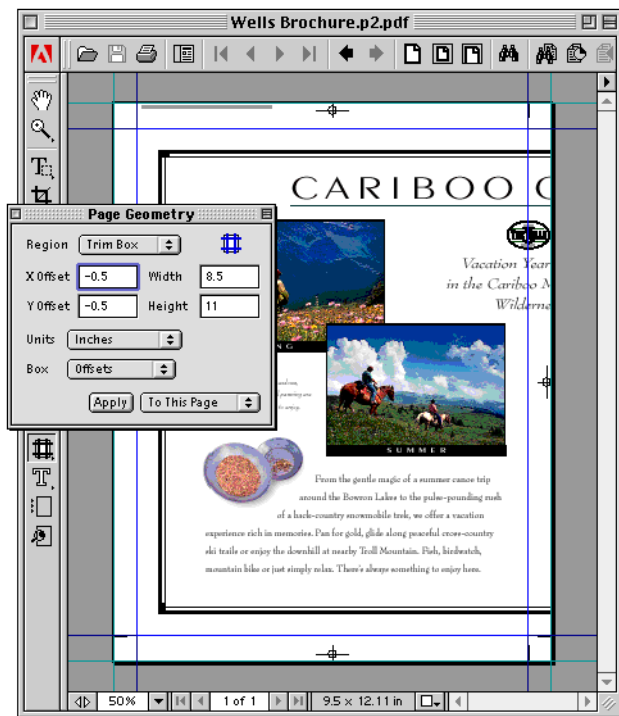 Wells Brochure.p2.pdf
CARIBOO C
Page Geometry
Region Trim Box
X Offset -0.5 Width 8.5
Y Offset -0.5 Height 11
Units Inches
Box Offsets
Apply To This Page
Vacation Year
in the Cariboo M
Wilderne
N G
to enjoy.
SUMMER
From the gentle magic of a summer canoe trip
around the Bowron Lakes to the pulse-pounding rush
of a back-country snowmobile trek, we offer a vacation
experience rich in memories. Pan for gold, glide along peaceful cross-country
ski trails or enjoy the downhill at nearby Troll Mountain. Fish, birdwatch,
mountain bike or just simply relax. There's always something to enjoy here.
50% 1 of 1 9.5 x 12.11 in